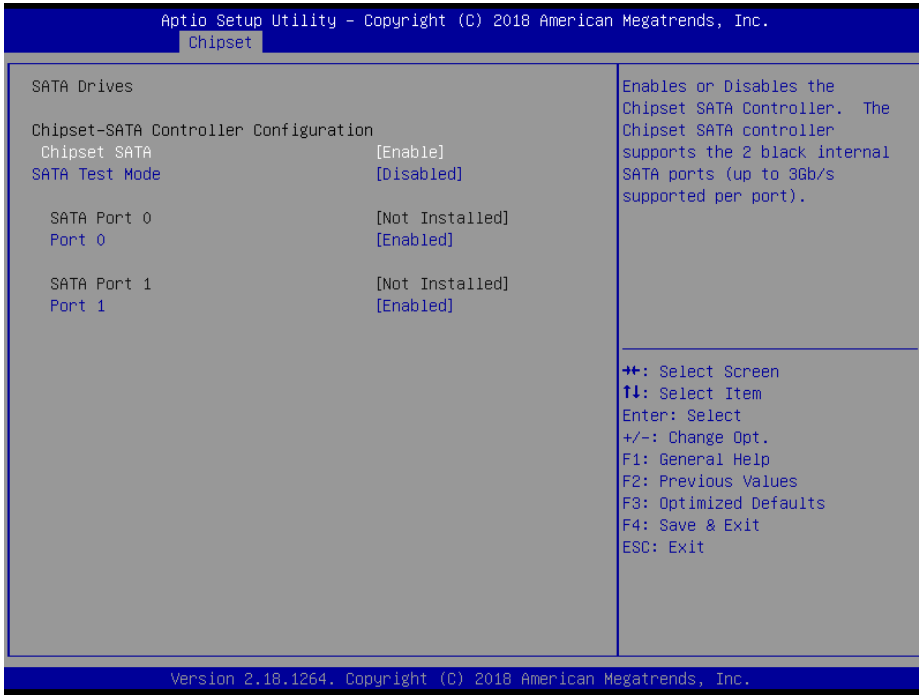 Aptio Setup Utility – Copyright (C) 2018 American Megatrends, Inc.
Chipset
SATA Drives
Chipset-SATA Controller Configuration
Chipset SATA [Enable]
SATA Test Mode [Disabled]
SATA Port 0 [Not Installed]
Port 0 [Enabled]
SATA Port 1 [Not Installed]
Port 1 [Enabled]
Enables or Disables the
Chipset SATA Controller. The
Chipset SATA controller
supports the 2 black internal
SATA ports (up to 3Gb/s
supported per port).
→←: Select Screen
↑↓: Select Item
Enter: Select
+/-: Change Opt.
F1: General Help
F2: Previous Values
F3: Optimized Defaults
F4: Save & Exit
ESC: Exit
Version 2.18.1264. Copyright (C) 2018 American Megatrends, Inc.